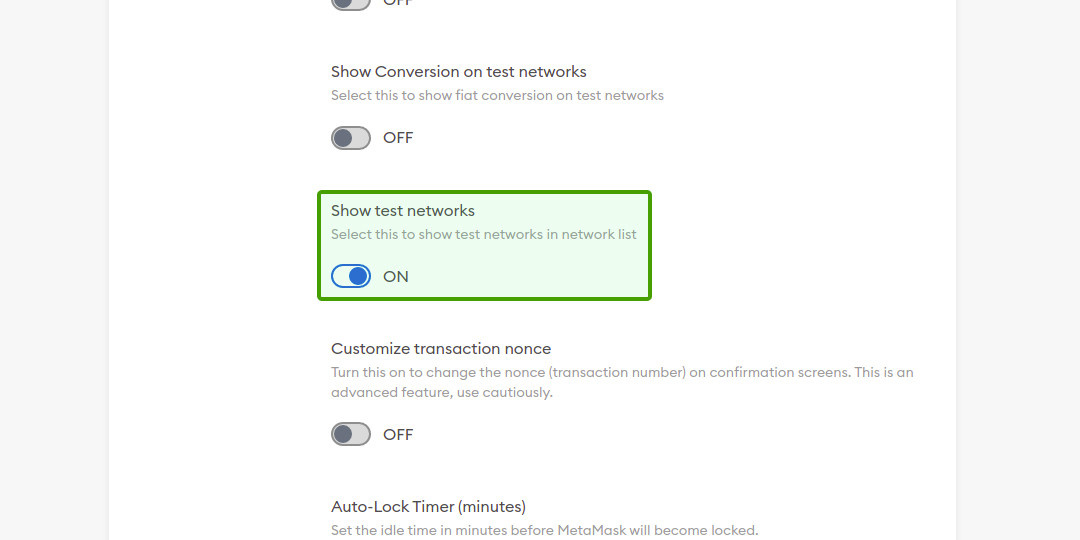 OFF
Show Conversion on test networks
Select this to show fiat conversion on test networks
OFF
Show test networks
Select this to show test networks in network list
ON
Customize transaction nonce
Turn this on to change the nonce (transaction number) on confirmation screens. This is an
advanced feature, use cautiously.
OFF
Auto-Lock Timer (minutes)
Set the idle time in minutes before MetaMask will become locked.